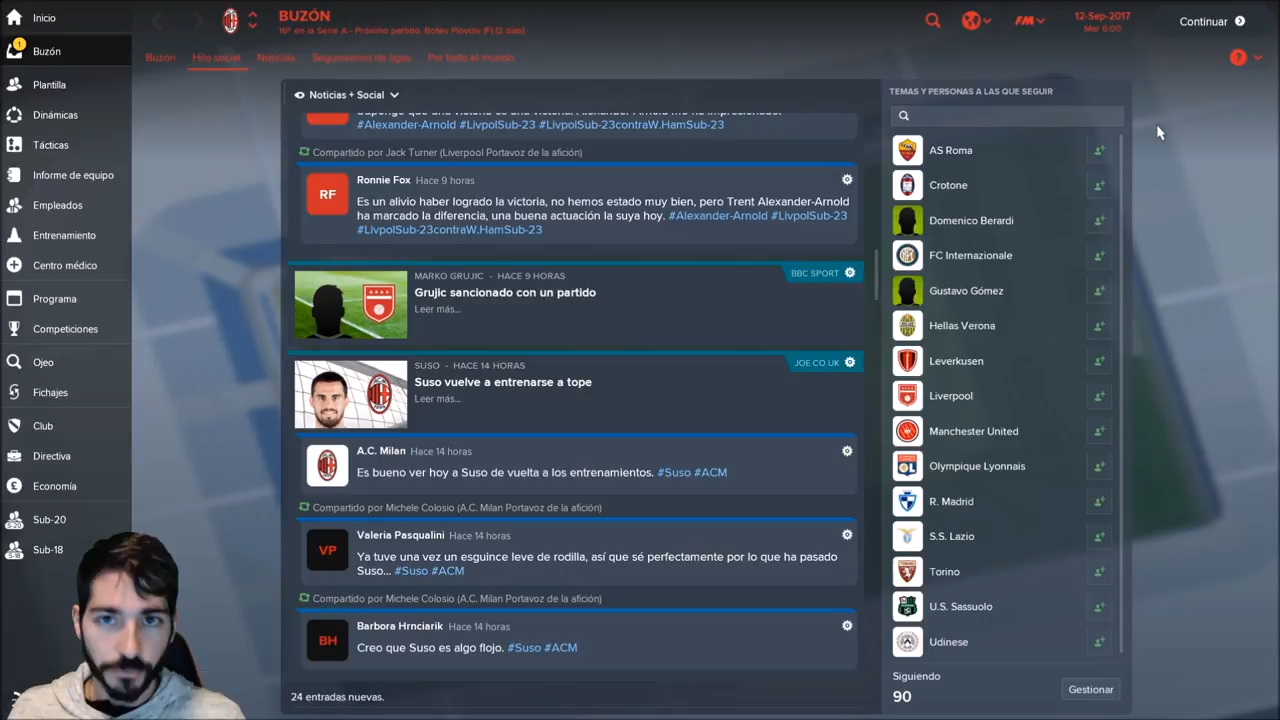 Inicio
Buzón
1
Plantilla
Dinámicas
Tácticas
Informe de equipo
Empleados
Entrenamiento
Centro médico
Programa
Competiciones
Ojeo
Fichajes
Club
Directiva
Economía
Sub-20
Sub-18
BUZÓN
16º en la Serie A - Próximo partido: Botev Plovdiv (F) (2 días)
FM
12-Sep-2017
Mar 6:00
Continuar
Buzón
Hilo social
Noticias
Seguimiento de ligas
Por todo el mundo
Noticias + Social
#Alexander-Arnold #LivpolSub-23 #LivpolSub-23contraW.HamSub-23
Compartido por Jack Turner (Liverpool Portavoz de la afición)
RF
Ronnie Fox Hace 9 horas
Es un alivio haber logrado la victoria, no hemos estado muy bien, pero Trent Alexander-Arnold
ha marcado la diferencia, una buena actuación la suya hoy. #Alexander-Arnold #LivpolSub-23
#LivpolSub-23contraW.HamSub-23
MARKO GRUJIC - HACE 9 HORAS
BBC SPORT
Grujic sancionado con un partido
Leer más...
SUSO - HACE 14 HORAS
JOE.CO.UK
Suso vuelve a entrenarse a tope
Leer más...
A.C. Milan Hace 14 horas
Es bueno ver hoy a Suso de vuelta a los entrenamientos. #Suso #ACM
Compartido por Michele Colosio (A.C. Milan Portavoz de la afición)
VP
Valeria Pasqualini Hace 14 horas
Ya tuve una vez un esguince leve de rodilla, así que sé perfectamente por lo que ha pasado
Suso... #Suso #ACM
Compartido por Michele Colosio (A.C. Milan Portavoz de la afición)
BH
Barbora Hrnciarik Hace 14 horas
Creo que Suso es algo flojo. #Suso #ACM
24 entradas nuevas.
TEMAS Y PERSONAS A LAS QUE SEGUIR
AS Roma
Crotone
Domenico Berardi
FC Internazionale
Gustavo Gómez
Hellas Verona
Leverkusen
Liverpool
Manchester United
Olympique Lyonnais
R. Madrid
S.S. Lazio
Torino
U.S. Sassuolo
Udinese
Siguiendo
90
Gestionar